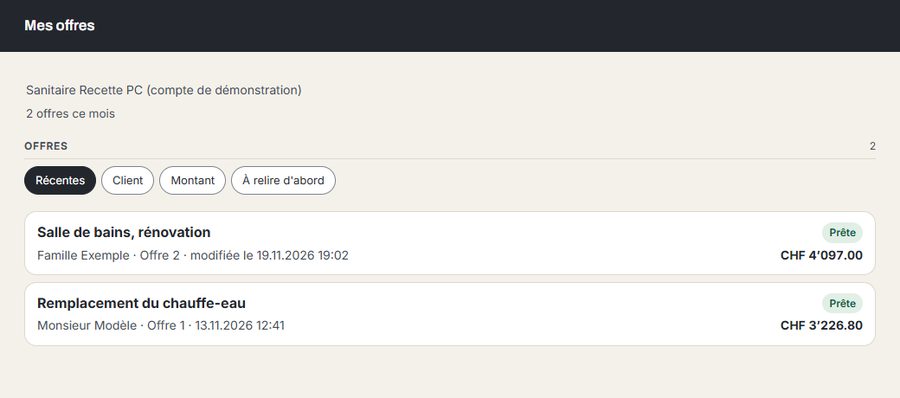 Mes offres
Sanitaire Recette PC (compte de démonstration)
2 offres ce mois
OFFRES 2
Récentes Client Montant À relire d'abord
Salle de bains, rénovation Prête
Famille Exemple · Offre 2 · modifiée le 19.11.2026 19:02 CHF 4’097.00
Remplacement du chauffe-eau Prête
Monsieur Modèle · Offre 1 · 13.11.2026 12:41 CHF 3’226.80